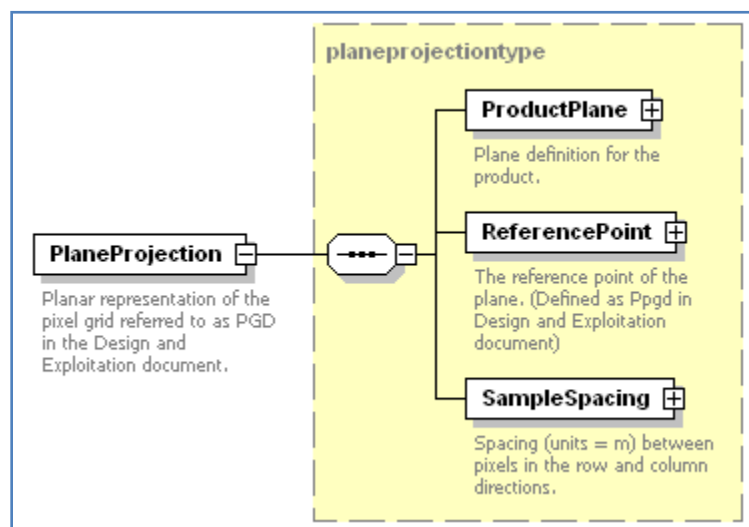 planeprojectiontype
ProductPlane
Plane definition for the
product.
PlaneProjection
Planar representation of the
pixel grid referred to as PGD
in the Design and
Exploitation document.
ReferencePoint
The reference point of the
plane. (Defined as Ppgd in
Design and Exploitation
document)
SampleSpacing
Spacing (units = m) between
pixels in the row and column
directions.